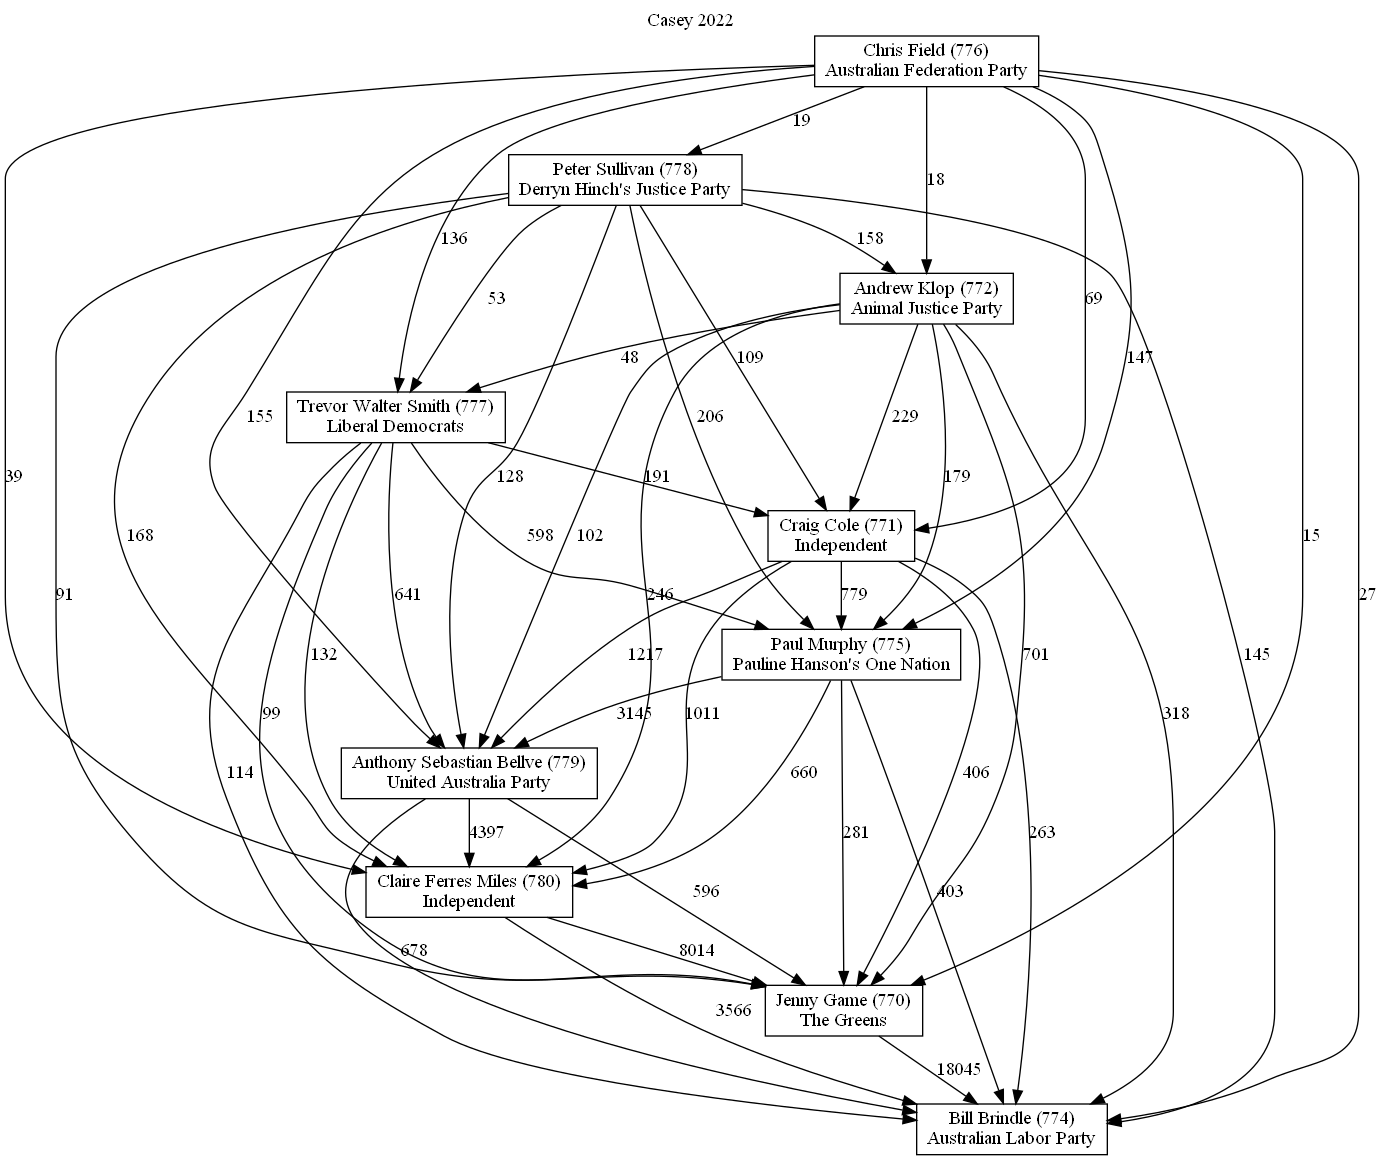 Casey 2022
Chris Field (776)
Australian Federation Party
19
18
Peter Sullivan (778)
Derryn Hinch's Justice Party
136
158
Andrew Klop (772)
Animal Justice Party
53
69
48
109
147
Trevor Walter Smith (777)
Liberal Democrats
155
206
229
39
128
191
179
Craig Cole (771)
Independent
168
598
102
15
91
641
246
779
27
Paul Murphy (775)
Pauline Hanson's One Nation
132
1217
701
145
99
3145
1011
318
Anthony Sebastian Bellve (779)
United Australia Party
114
660
406
4397
281
263
Claire Ferres Miles (780)
Independent
596
403
678
8014
Jenny Game (770)
The Greens
3566
18045
Bill Brindle (774)
Australian Labor Party